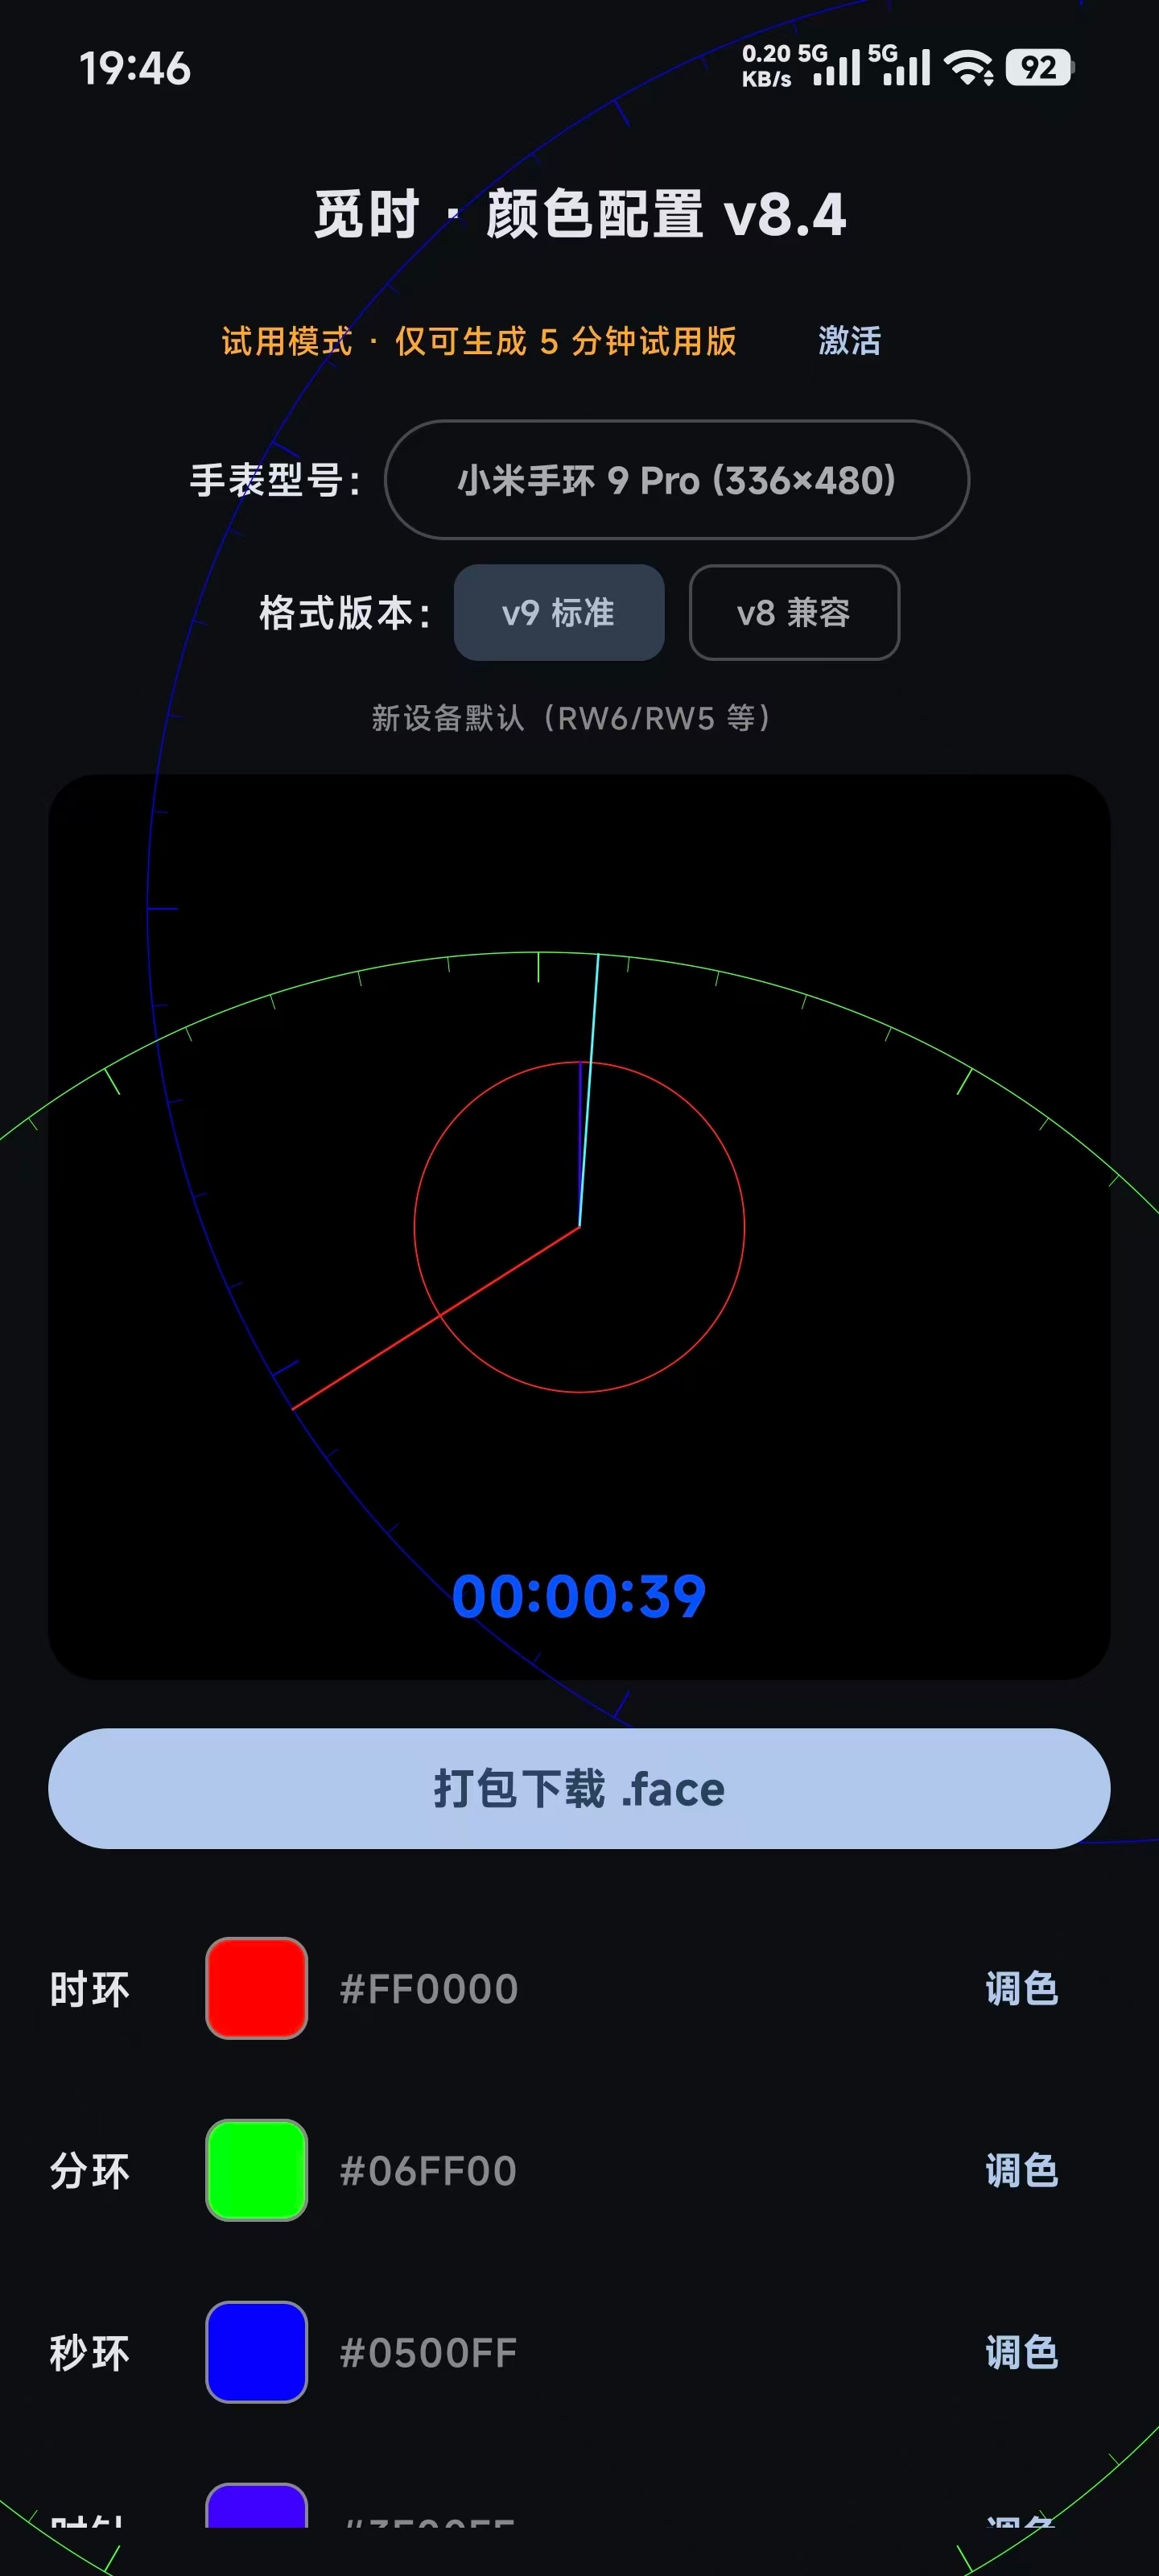 19:46
0.20 KB/s 5G 5G 92
觅时 · 颜色配置 v8.4
试用模式 · 仅可生成 5 分钟试用版 激活
手表型号： 小米手环 9 Pro (336×480)
格式版本： v9 标准 v8 兼容
新设备默认（RW6/RW5 等）
00:00:39
打包下载 .face
时环 #FF0000 调色
分环 #06FF00 调色
秒环 #0500FF 调色